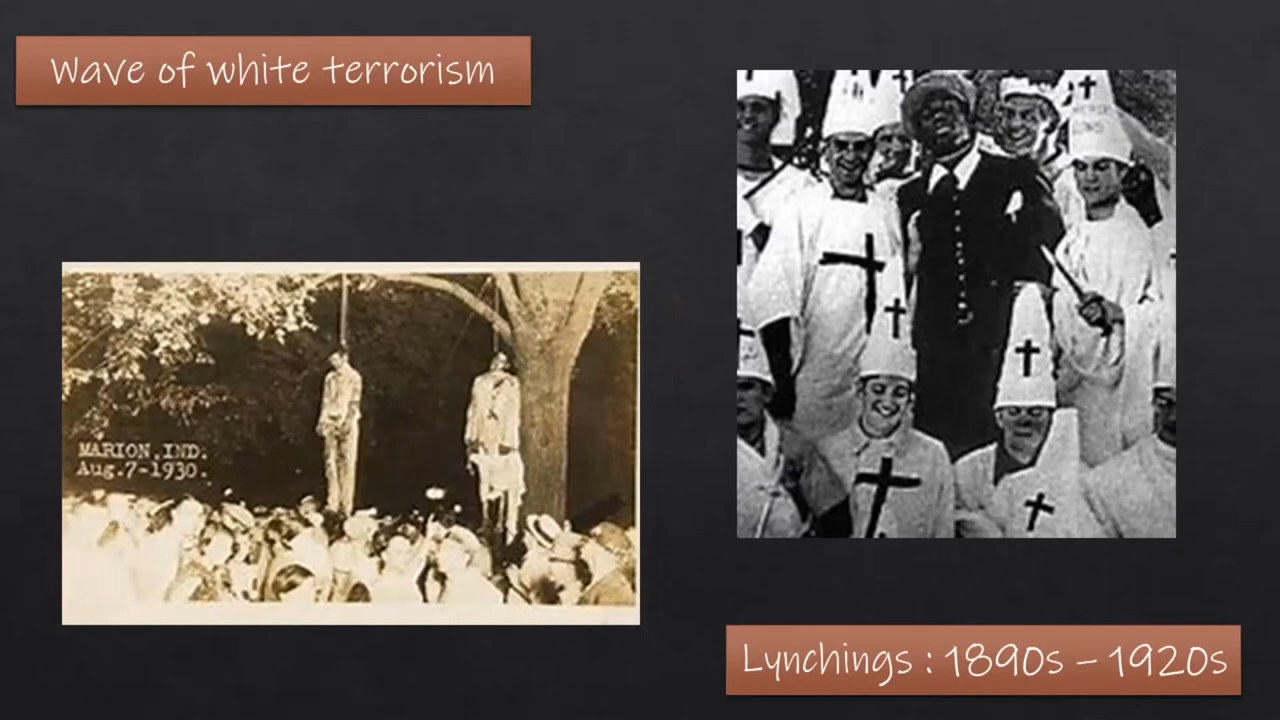 Wave of white terrorism
MARION, IND.
Aug.7-1930.
Lynchings : 1890s – 1920s